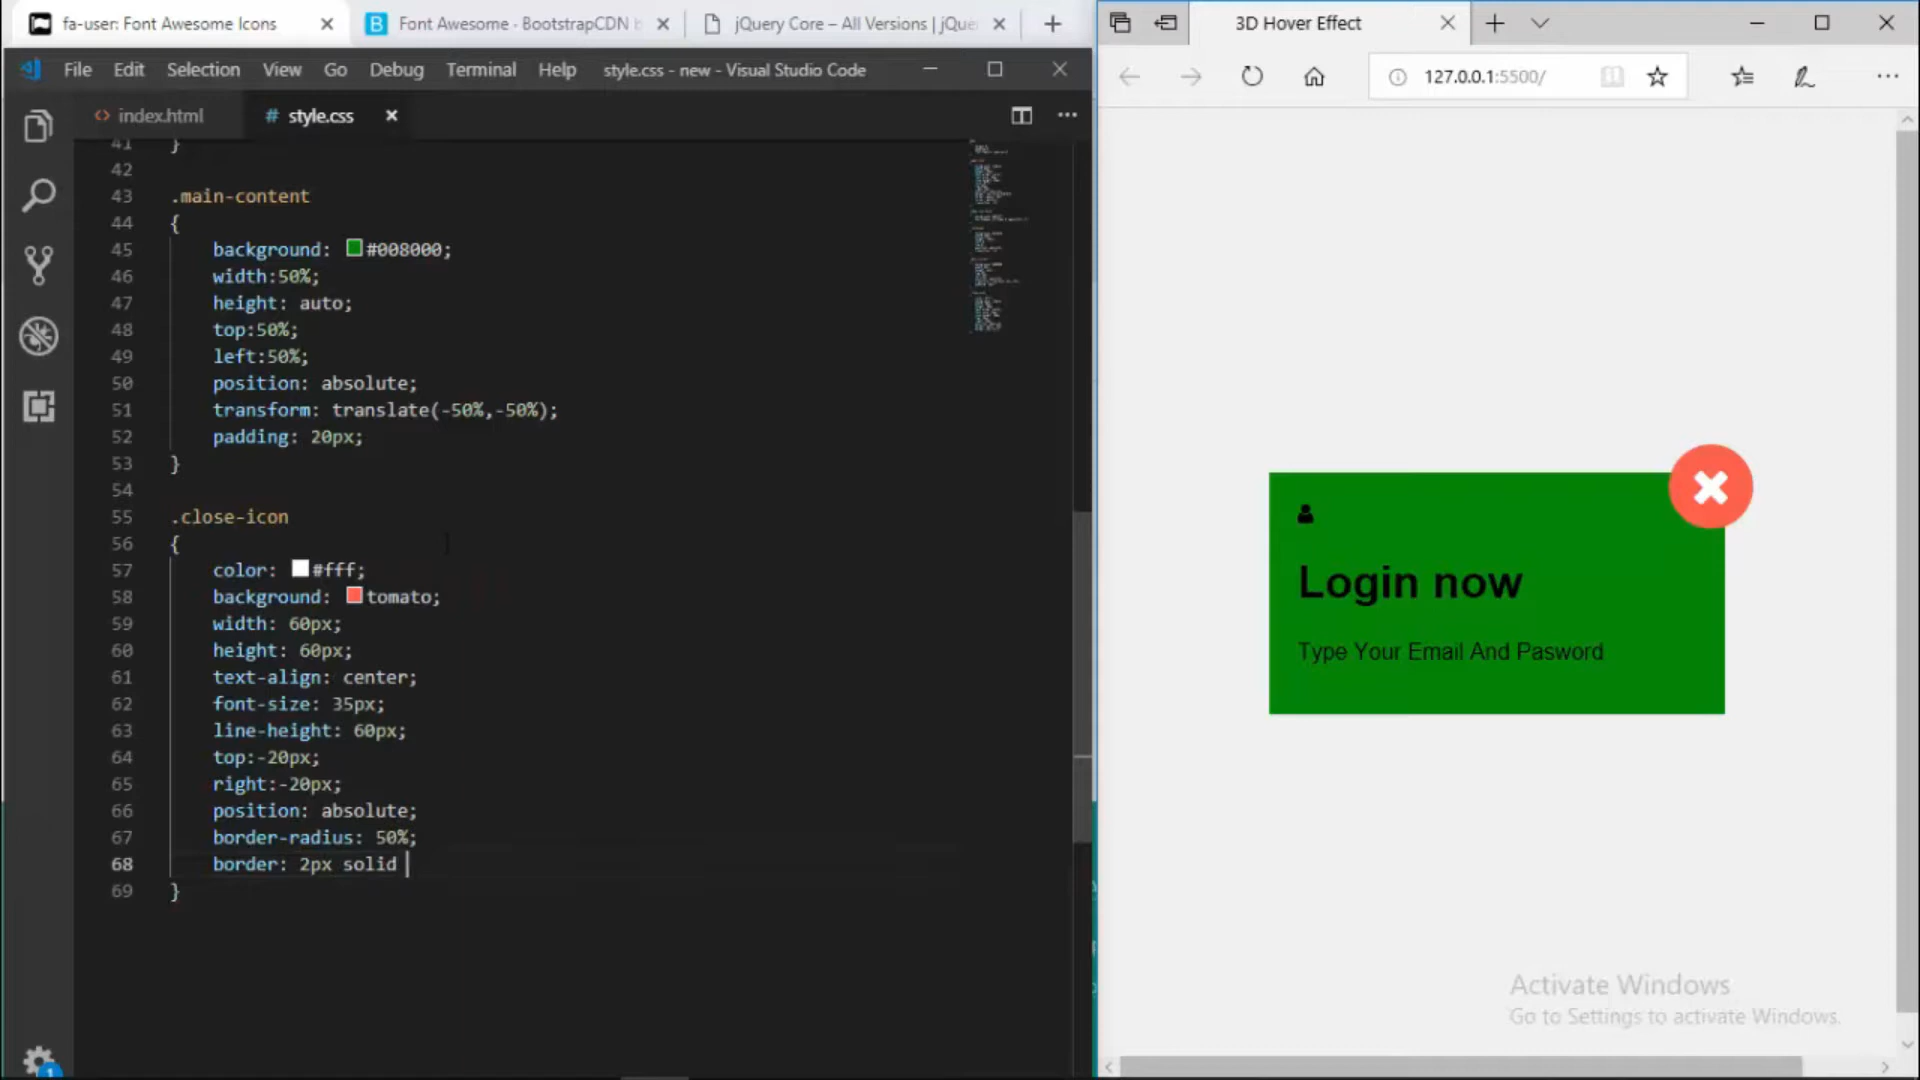 fa-user: Font Awesome Icons
Font Awesome · BootstrapCDN b
jQuery Core – All Versions | jQue
3D Hover Effect
File Edit Selection View Go Debug Terminal Help style.css - new - Visual Studio Code
127.0.0.1:5500/
<> index.html
# style.css
41 }
42
43 .main-content
44 {
45 background: #008000;
46 width:50%;
47 height: auto;
48 top:50%;
49 left:50%;
50 position: absolute;
51 transform: translate(-50%,-50%);
52 padding: 20px;
53 }
54
55 .close-icon
56 {
57 color: #fff;
58 background: tomato;
59 width: 60px;
60 height: 60px;
61 text-align: center;
62 font-size: 35px;
63 line-height: 60px;
64 top:-20px;
65 right:-20px;
66 position: absolute;
67 border-radius: 50%;
68 border: 2px solid
69 }
1
Login now
Type Your Email And Pasword
Activate Windows
Go to Settings to activate Windows.